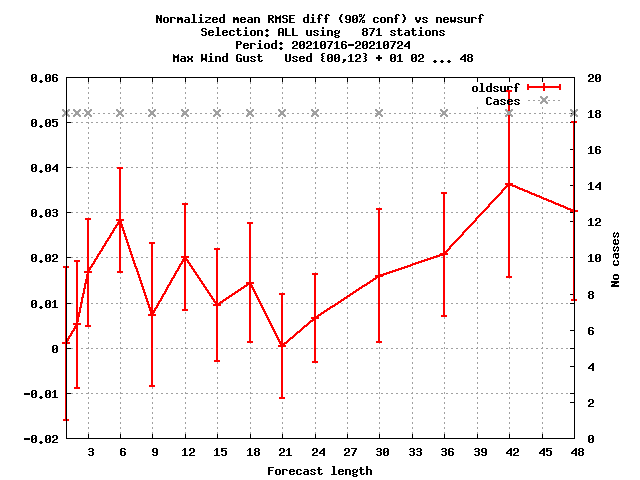 Normalized mean RMSE diff (90% conf) vs newsurf
Selection: ALL using   871 stations
Period: 20210716-20210724
Max Wind Gust   Used {00,12} + 01 02 ... 48
0.06
0.05
0.04
0.03
0.02
0.01
0
-0.01
-0.02
20
18
16
14
12
10
8
6
4
2
0
oldsurf
Cases
No cases
3 6 9 12 15 18 21 24 27 30 33 36 39 42 45 48
Forecast length